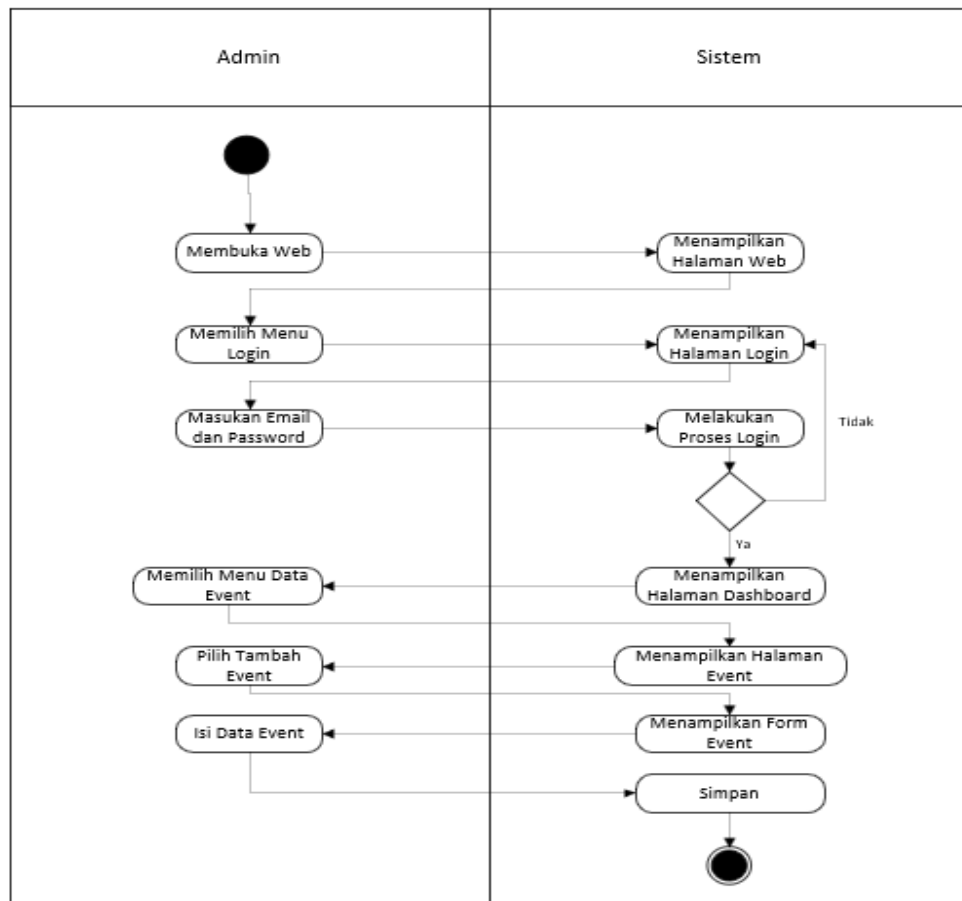 Admin
Sistem
Membuka Web
Menampilkan
Halaman Web
Memilih Menu
Login
Menampilkan
Halaman Login
Masukan Email
dan Password
Melakukan
Proses Login
Tidak
Ya
Memilih Menu Data
Event
Menampilkan
Halaman Dashboard
Pilih Tambah
Event
Menampilkan Halaman
Event
Isi Data Event
Menampilkan Form
Event
Simpan